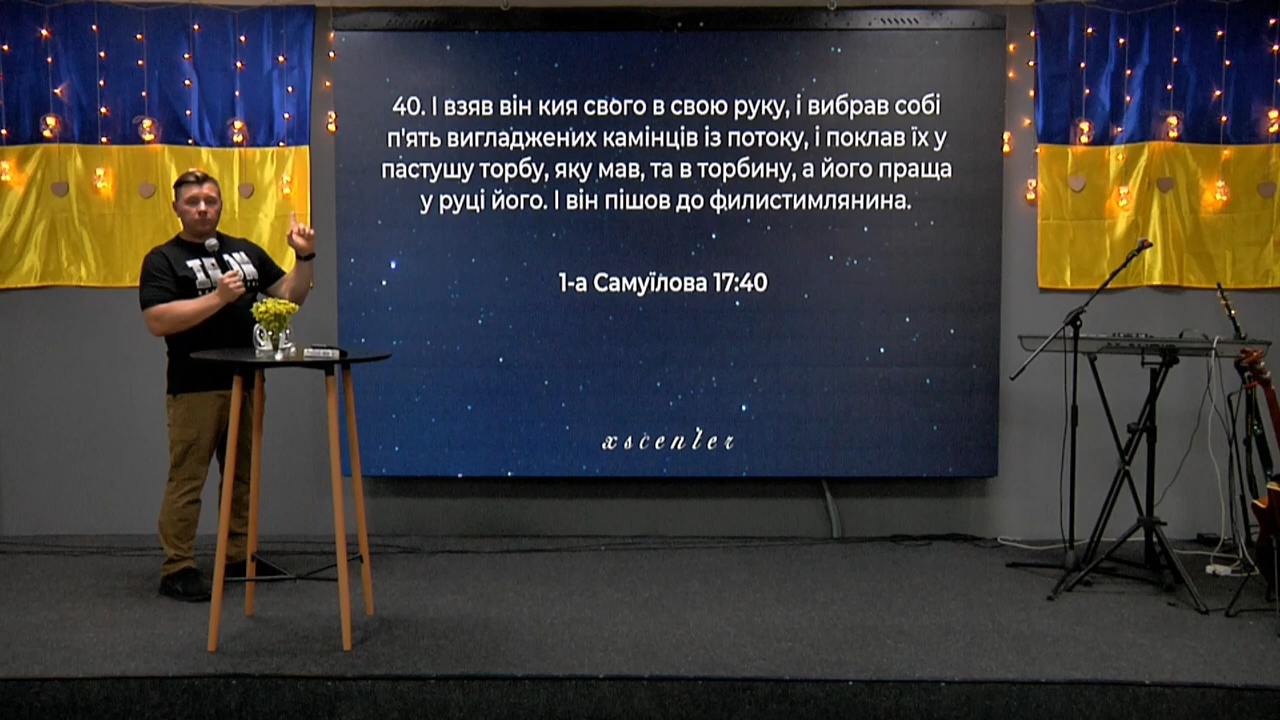 40. І взяв він кия свого в свою руку, і вибрав собі
п'ять вигладжених камінців із потоку, і поклав їх у
пастушу торбу, яку мав, та в торбину, а його праща
у руці його. І він пішов до филистимлянина.
1-а Самуїлова 17:40
xscenter